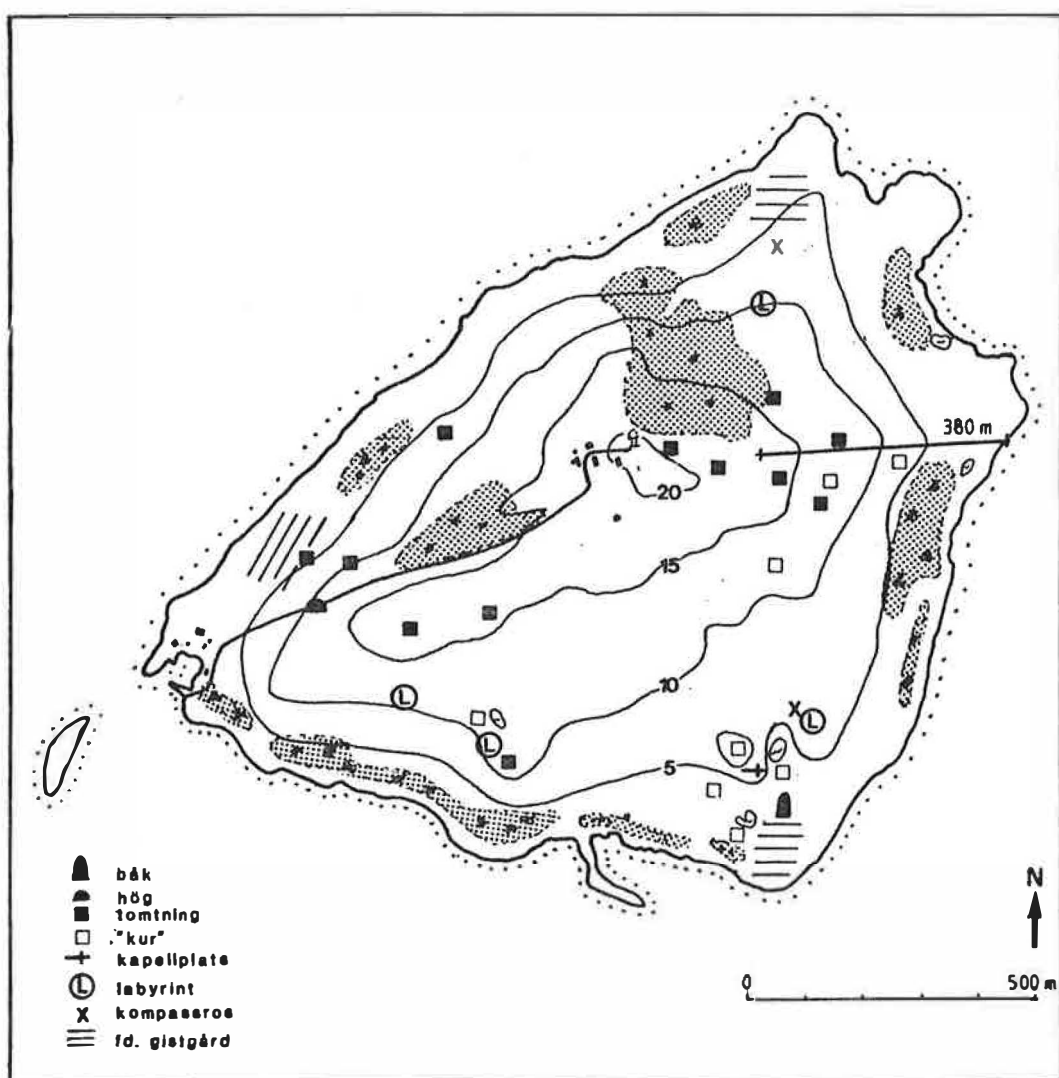 X
L
380 m
20
15
L
10
X L
L
5
båk
hög
tomtning
"kur"
kapellplats
L labyrint
X kompassros
fd. gistgård
N
0 500 m